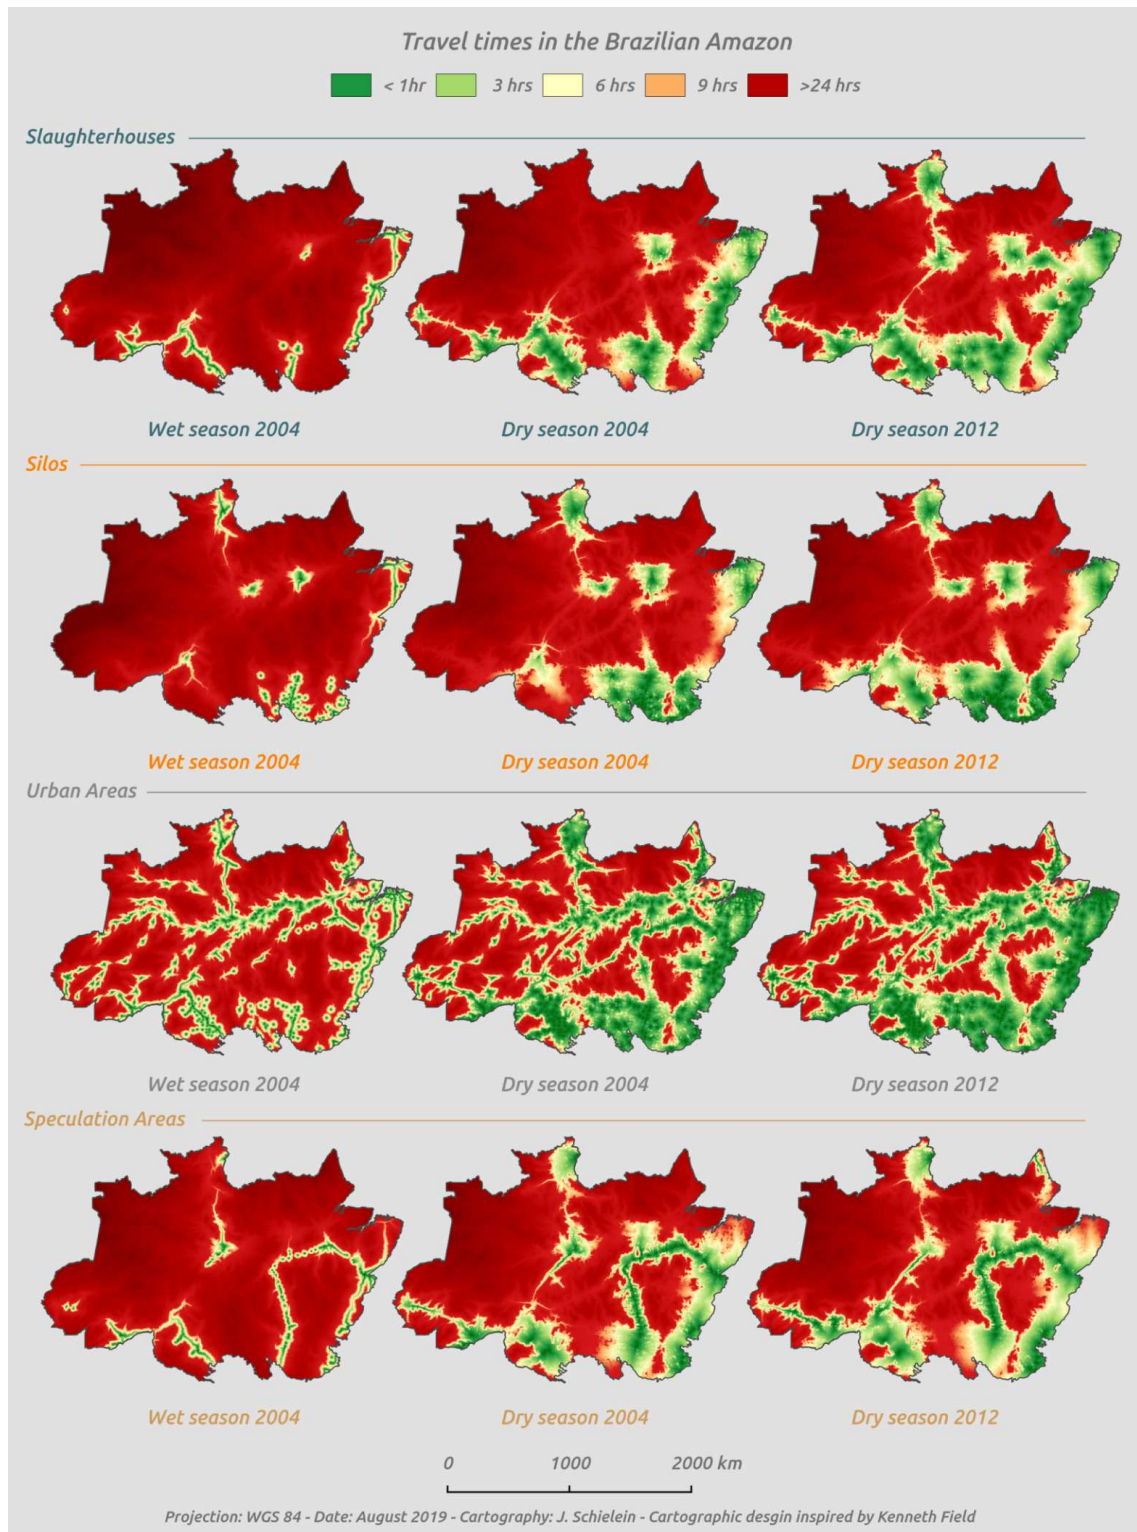 Travel times in the Brazilian Amazon
< 1hr 3 hrs 6 hrs 9 hrs >24 hrs
Slaughterhouses
Wet season 2004 Dry season 2004 Dry season 2012
Silos
Wet season 2004 Dry season 2004 Dry season 2012
Urban Areas
Wet season 2004 Dry season 2004 Dry season 2012
Speculation Areas
Wet season 2004 Dry season 2004 Dry season 2012
0 1000 2000 km
Projection: WGS 84 - Date: August 2019 - Cartography: J. Schielein - Cartographic desgin inspired by Kenneth Field